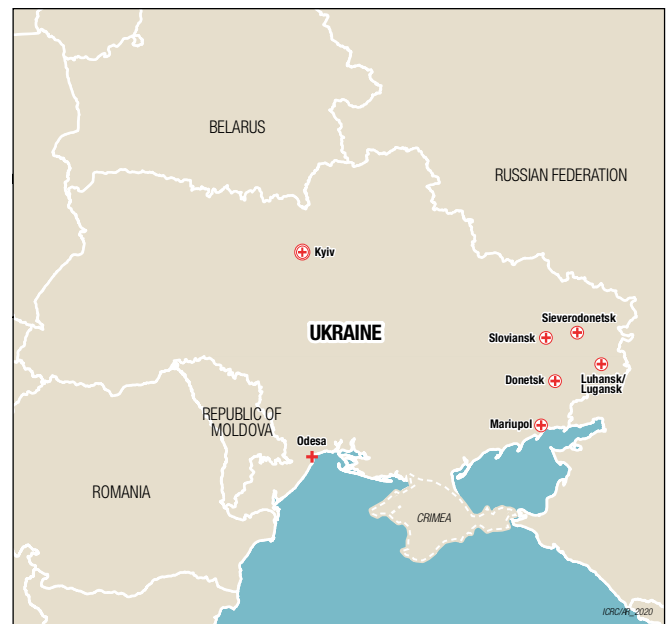 BELARUS
RUSSIAN FEDERATION
Kyiv
Sieverodonetsk
UKRAINE
Sloviansk
Luhansk/
Lugansk
Donetsk
REPUBLIC OF
MOLDOVA
Mariupol
Odesa
ROMANIA
CRIMEA
ICRC/AR_2020